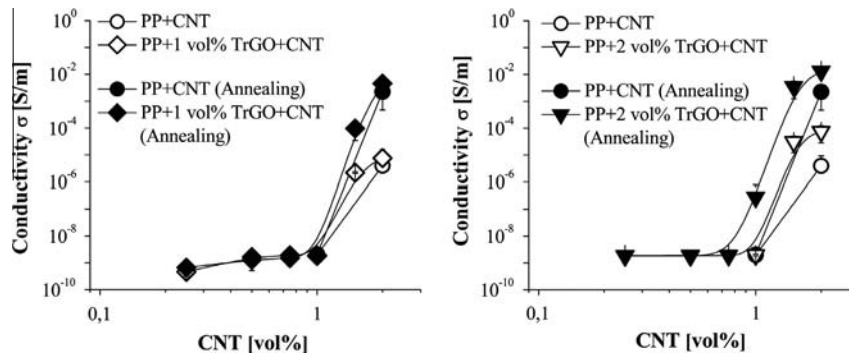 PP+CNT
PP+1 vol% TrGO+CNT
PP+CNT (Annealing)
PP+1 vol% TrGO+CNT
(Annealing)
Conductivity σ [S/m]
10^0
10^-2
10^-4
10^-6
10^-8
10^-10
0,1
1
CNT [vol%]
PP+CNT
PP+2 vol% TrGO+CNT
PP+CNT (Annealing)
PP+2 vol% TrGO+CNT
(Annealing)
Conductivity σ [S/m]
10^0
10^-2
10^-4
10^-6
10^-8
10^-10
0,1
1
CNT [vol%]